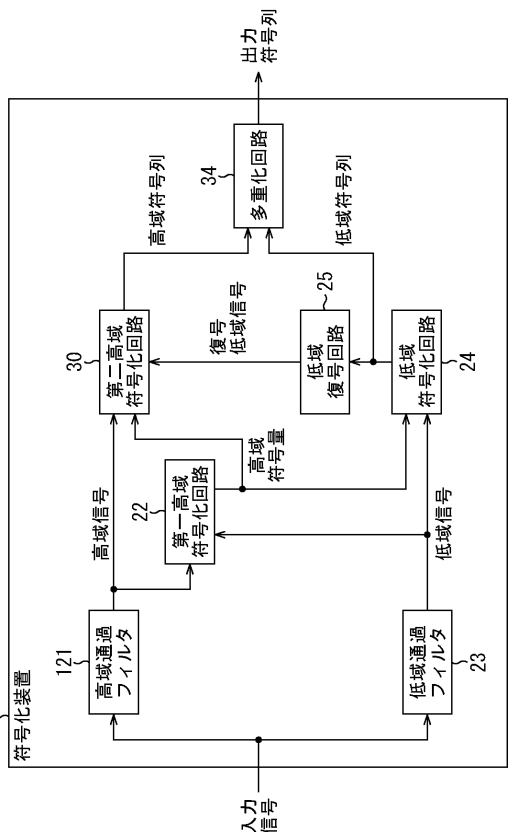 符号化装置
入力
信号
121
高域通過
フィルタ
高域信号
22
第一高域
符号化回路
高域
符号量
30
第二高域
符号化回路
高域符号列
復号
低域信号
25
低域
復号回路
34
多重化回路
出力
符号列
23
低域通過
フィルタ
低域信号
24
低域
符号化回路
低域符号列